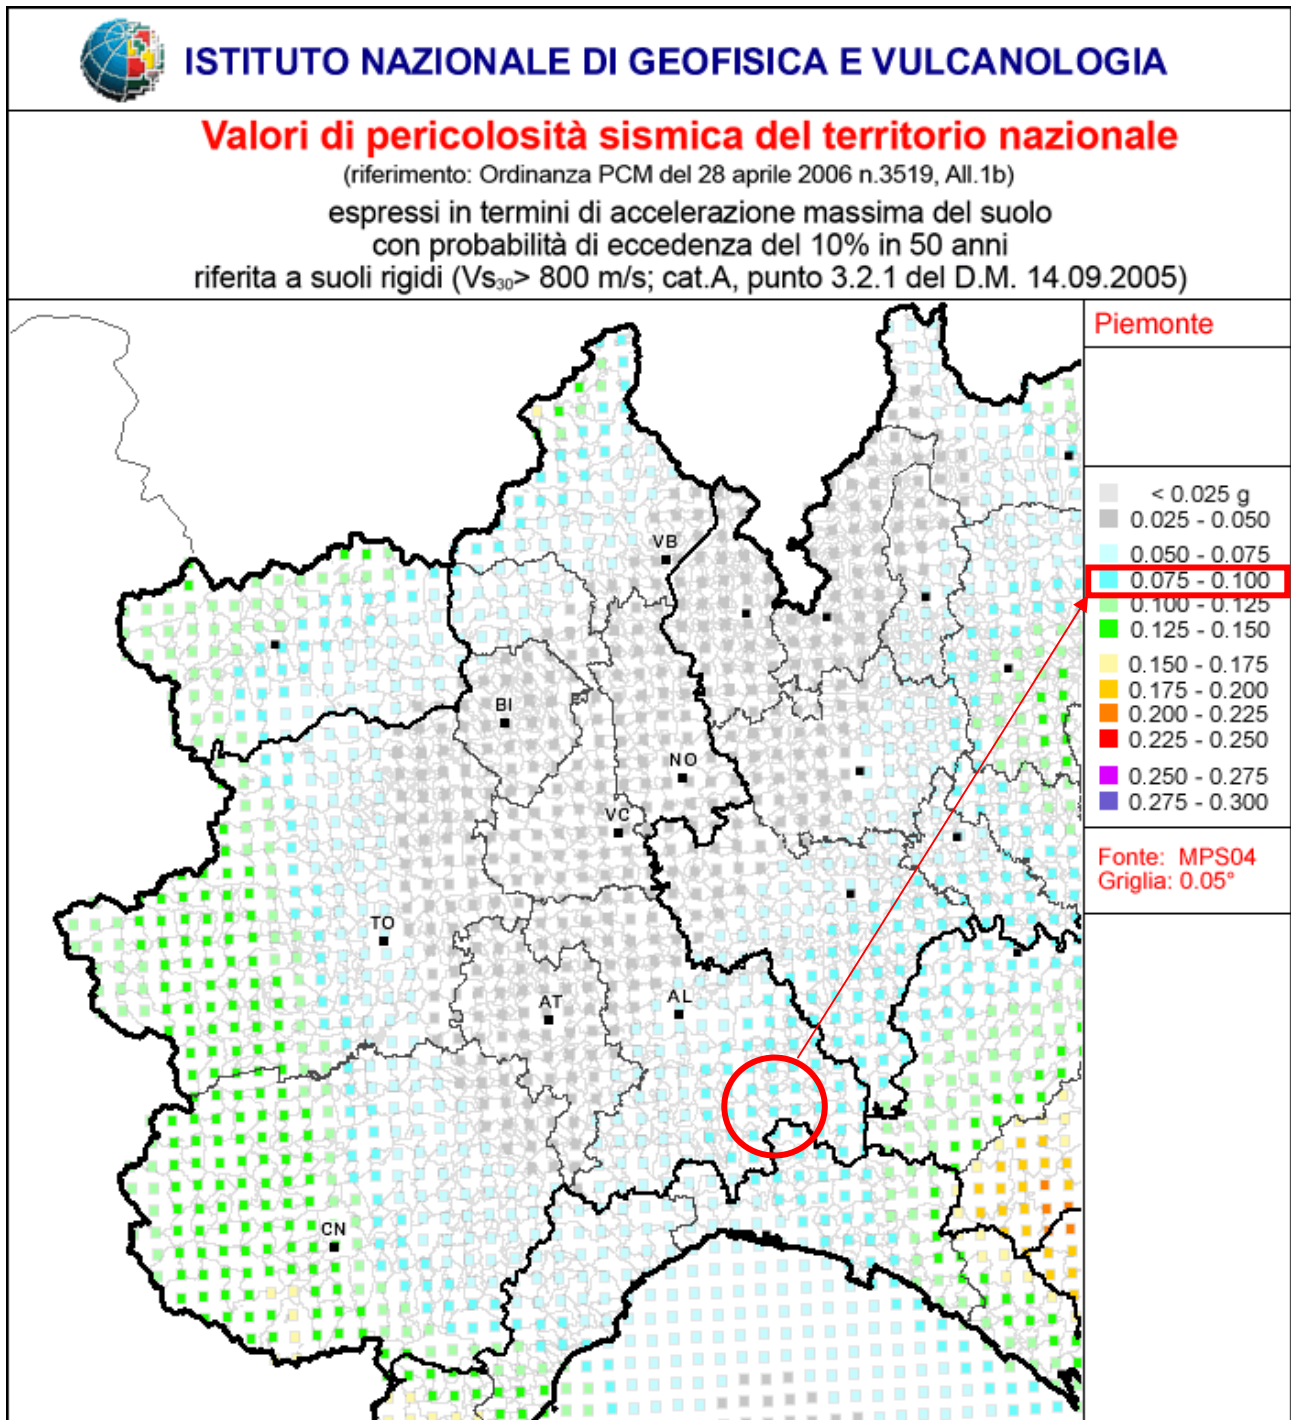 ISTITUTO NAZIONALE DI GEOFISICA E VULCANOLOGIA
Valori di pericolosità sismica del territorio nazionale
(riferimento: Ordinanza PCM del 28 aprile 2006 n.3519, All.1b)
espressi in termini di accelerazione massima del suolo
con probabilità di eccedenza del 10% in 50 anni
riferita a suoli rigidi (Vs₃₀> 800 m/s; cat.A, punto 3.2.1 del D.M. 14.09.2005)
Piemonte
< 0.025 g
0.025 - 0.050
0.050 - 0.075
0.075 - 0.100
0.100 - 0.125
0.125 - 0.150
0.150 - 0.175
0.175 - 0.200
0.200 - 0.225
0.225 - 0.250
0.250 - 0.275
0.275 - 0.300
Fonte: MPS04
Griglia: 0.05°
VB
BI
NO
VC
TO
AT
AL
CN